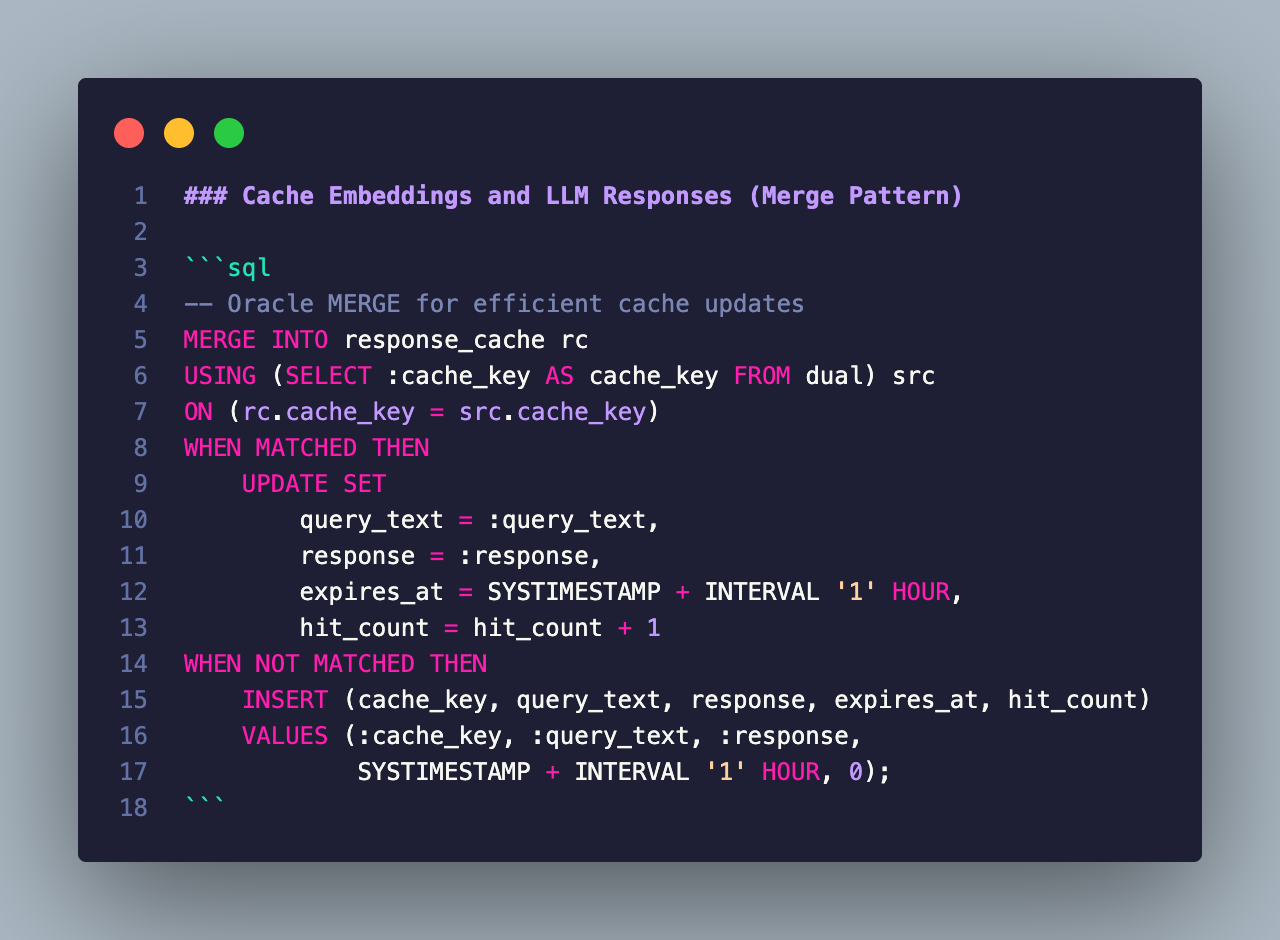 1 ### Cache Embeddings and LLM Responses (Merge Pattern)
2
3 ```sql
4 -- Oracle MERGE for efficient cache updates
5 MERGE INTO response_cache rc
6 USING (SELECT :cache_key AS cache_key FROM dual) src
7 ON (rc.cache_key = src.cache_key)
8 WHEN MATCHED THEN
9     UPDATE SET
10         query_text = :query_text,
11         response = :response,
12         expires_at = SYSTIMESTAMP + INTERVAL '1' HOUR,
13         hit_count = hit_count + 1
14 WHEN NOT MATCHED THEN
15     INSERT (cache_key, query_text, response, expires_at, hit_count)
16     VALUES (:cache_key, :query_text, :response,
17             SYSTIMESTAMP + INTERVAL '1' HOUR, 0);
18 ```